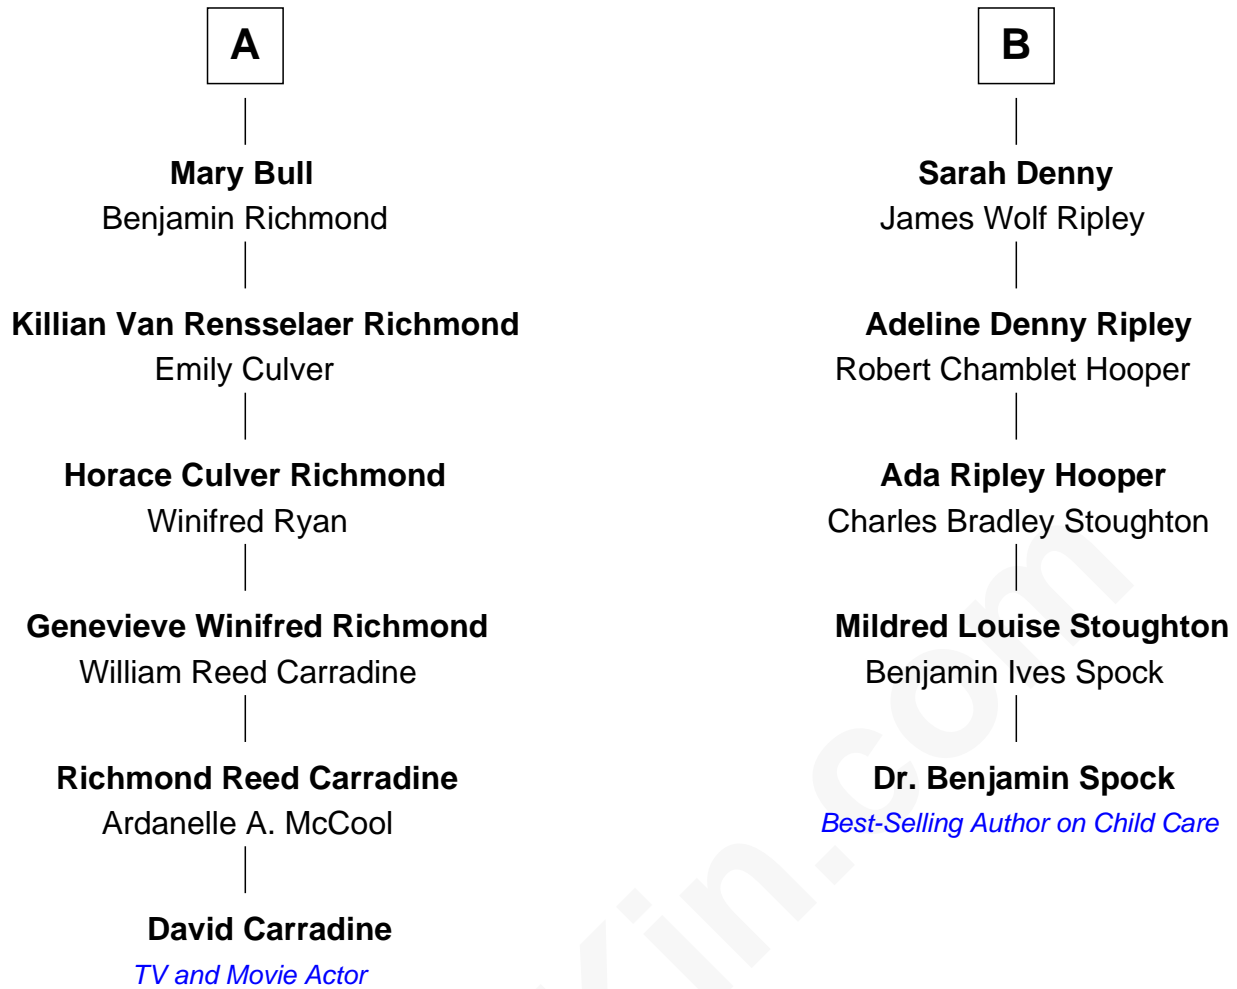 A
Mary Bull
Benjamin Richmond
Killian Van Rensselaer Richmond
Emily Culver
Horace Culver Richmond
Winifred Ryan
Genevieve Winifred Richmond
William Reed Carradine
Richmond Reed Carradine
Ardanelle A. McCool
David Carradine
TV and Movie Actor
B
Sarah Denny
James Wolf Ripley
Adeline Denny Ripley
Robert Chamblet Hooper
Ada Ripley Hooper
Charles Bradley Stoughton
Mildred Louise Stoughton
Benjamin Ives Spock
Dr. Benjamin Spock
Best-Selling Author on Child Care
Kin.com